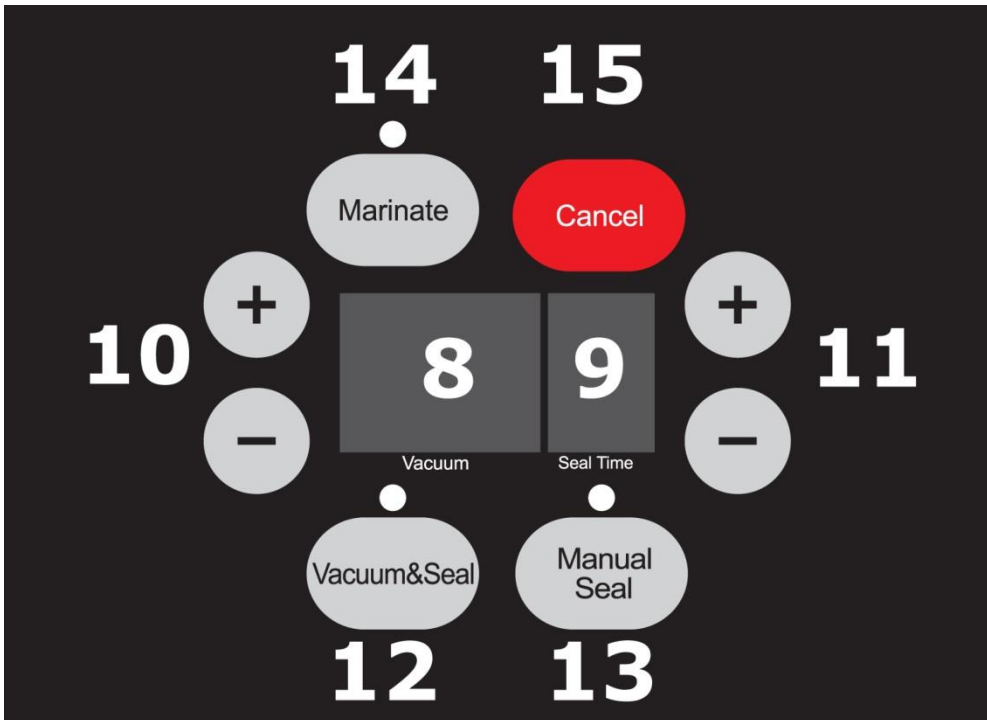 14 15
Marinate Cancel
+ +
10 8 9 11
− −
Vacuum Seal Time
Vacuum&Seal
Manual
Seal
12 13